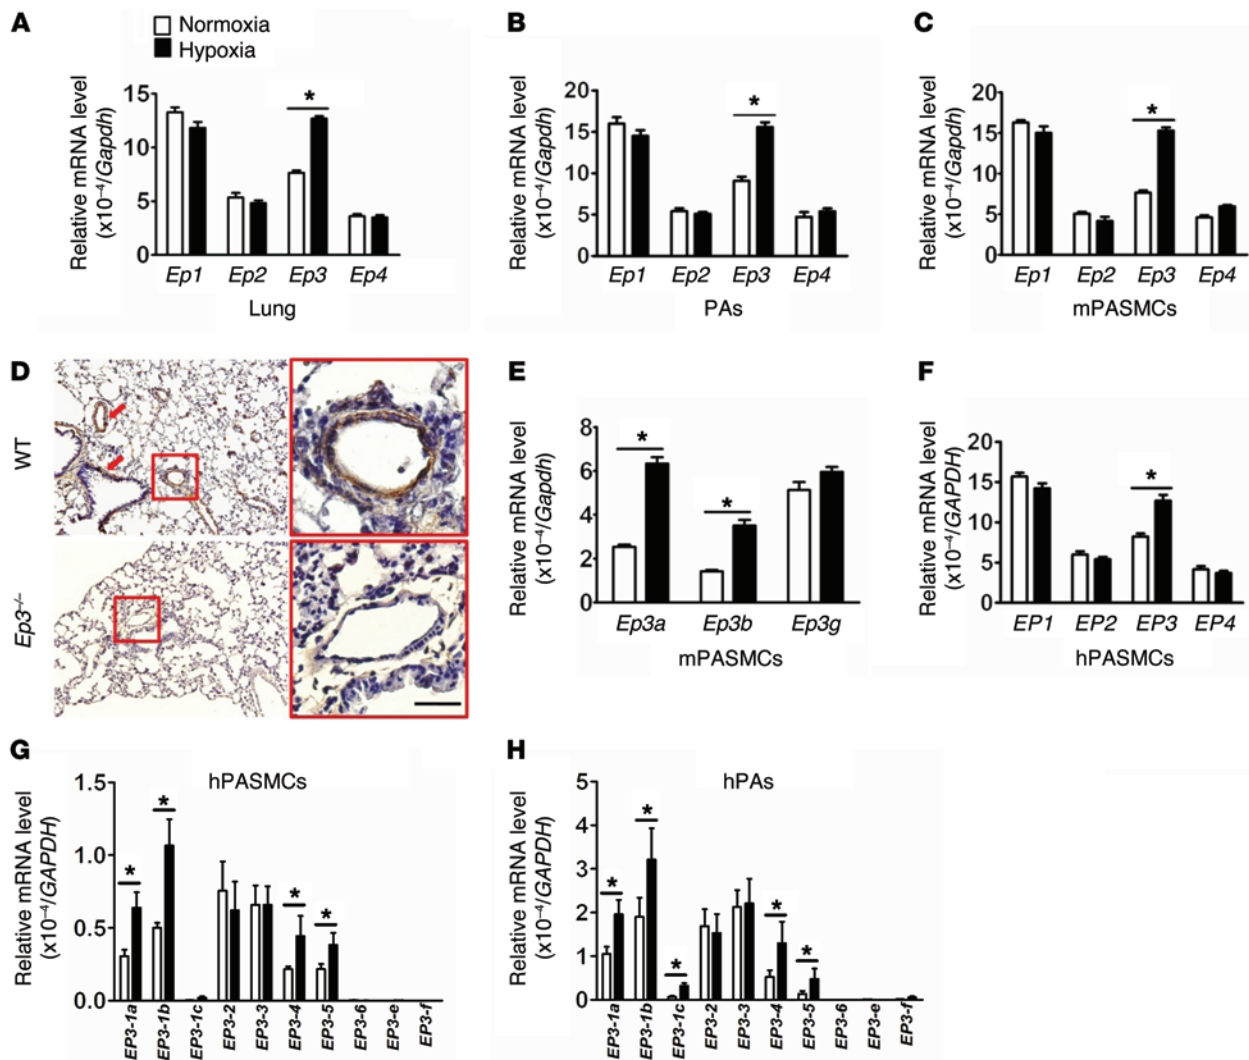 A
Normoxia
Hypoxia
Relative mRNA level
(x10⁻⁴/Gapdh)
15
10
5
0
*
Ep1 Ep2 Ep3 Ep4
Lung
B
Relative mRNA level
(x10⁻⁴/Gapdh)
20
15
10
5
0
*
Ep1 Ep2 Ep3 Ep4
PAs
C
Relative mRNA level
(x10⁻⁴/Gapdh)
20
15
10
5
0
*
Ep1 Ep2 Ep3 Ep4
mPASMCs
D
WT
Ep3⁻/⁻
E
Relative mRNA level
(x10⁻⁴/Gapdh)
8
6
4
2
0
* *
Ep3a Ep3b Ep3g
mPASMCs
F
Relative mRNA level
(x10⁻⁴/GAPDH)
20
15
10
5
0
*
EP1 EP2 EP3 EP4
hPASMCs
G
hPASMCs
Relative mRNA level
(x10⁻⁴/GAPDH)
1.5
1.0
0.5
0.0
* * * *
EP3-1a EP3-1b EP3-1c EP3-2 EP3-3 EP3-4 EP3-5 EP3-6 EP3-e EP3-f
H
hPAs
Relative mRNA level
(x10⁻⁴/GAPDH)
5
4
3
2
1
0
* * * * *
EP3-1a EP3-1b EP3-1c EP3-2 EP3-3 EP3-4 EP3-5 EP3-6 EP3-e EP3-f